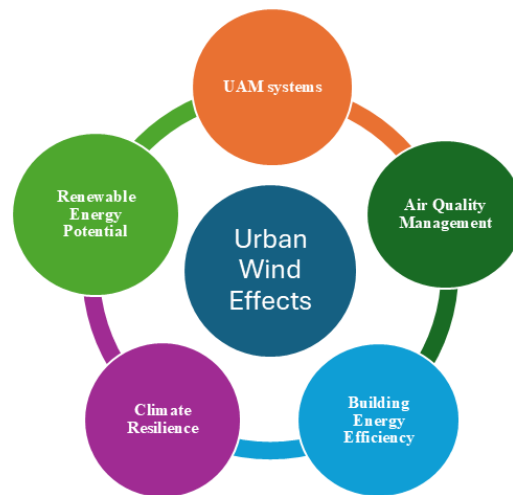 UAM systems
Renewable
Energy
Potential
Air Quality
Management
Urban
Wind
Effects
Climate
Resilience
Building
Energy
Efficiency